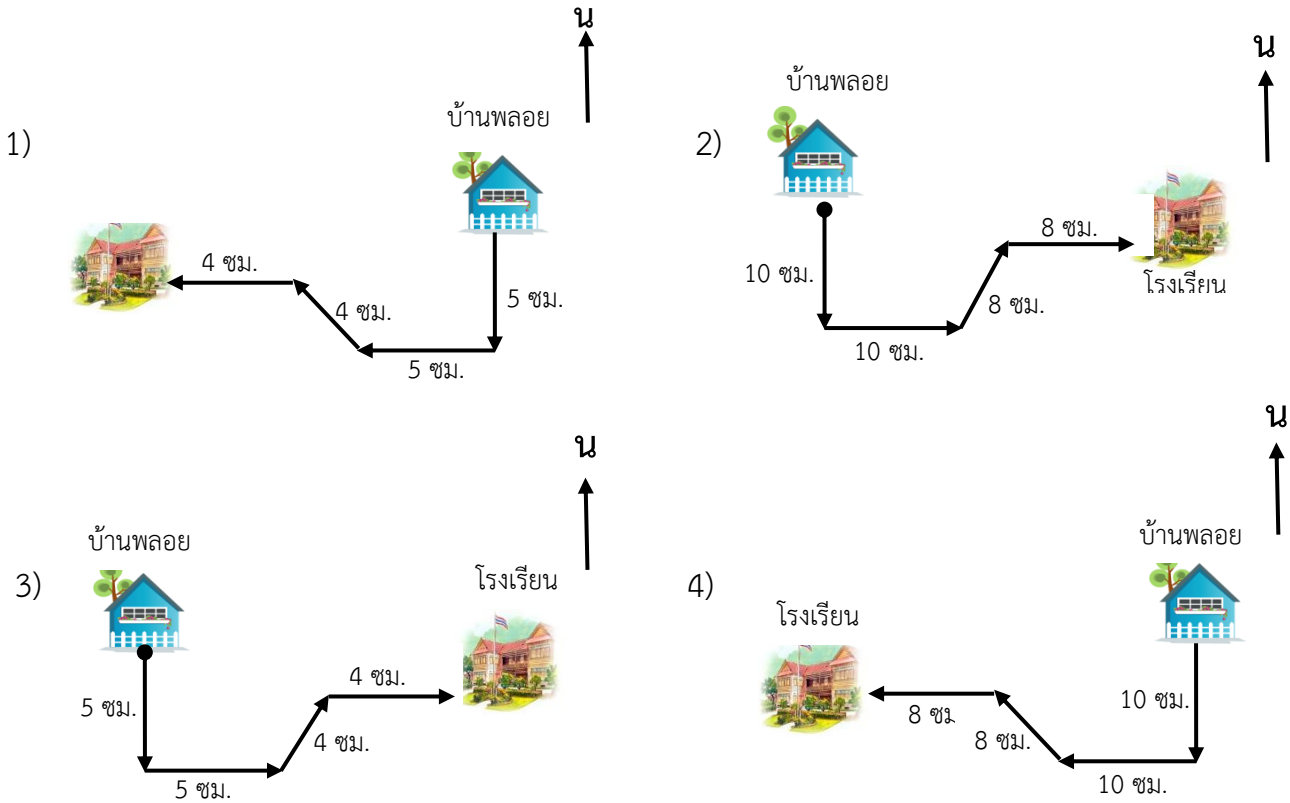 1)
น
บ้านพลอย
4 ซม.
4 ซม.
5 ซม.
5 ซม.
2)
น
บ้านพลอย
8 ซม.
10 ซม.
8 ซม.
10 ซม.
โรงเรียน
3)
น
บ้านพลอย
โรงเรียน
4 ซม.
5 ซม.
4 ซม.
5 ซม.
4)
น
บ้านพลอย
โรงเรียน
10 ซม.
8 ซม
8 ซม.
10 ซม.